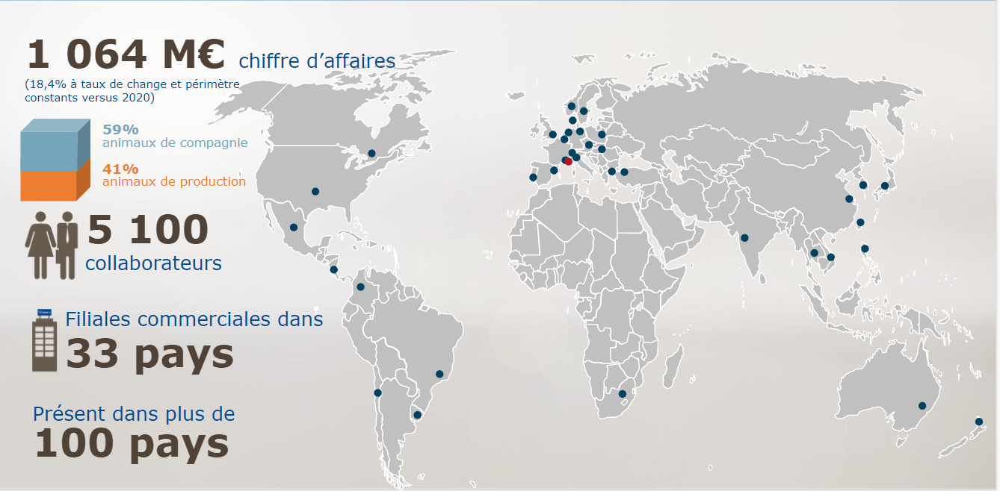 1 064 M€ chiffre d’affaires
(18,4% à taux de change et périmètre
constants versus 2020)
59%
animaux de compagnie
41%
animaux de production
5 100
collaborateurs
Filiales commerciales dans
33 pays
Présent dans plus de
100 pays